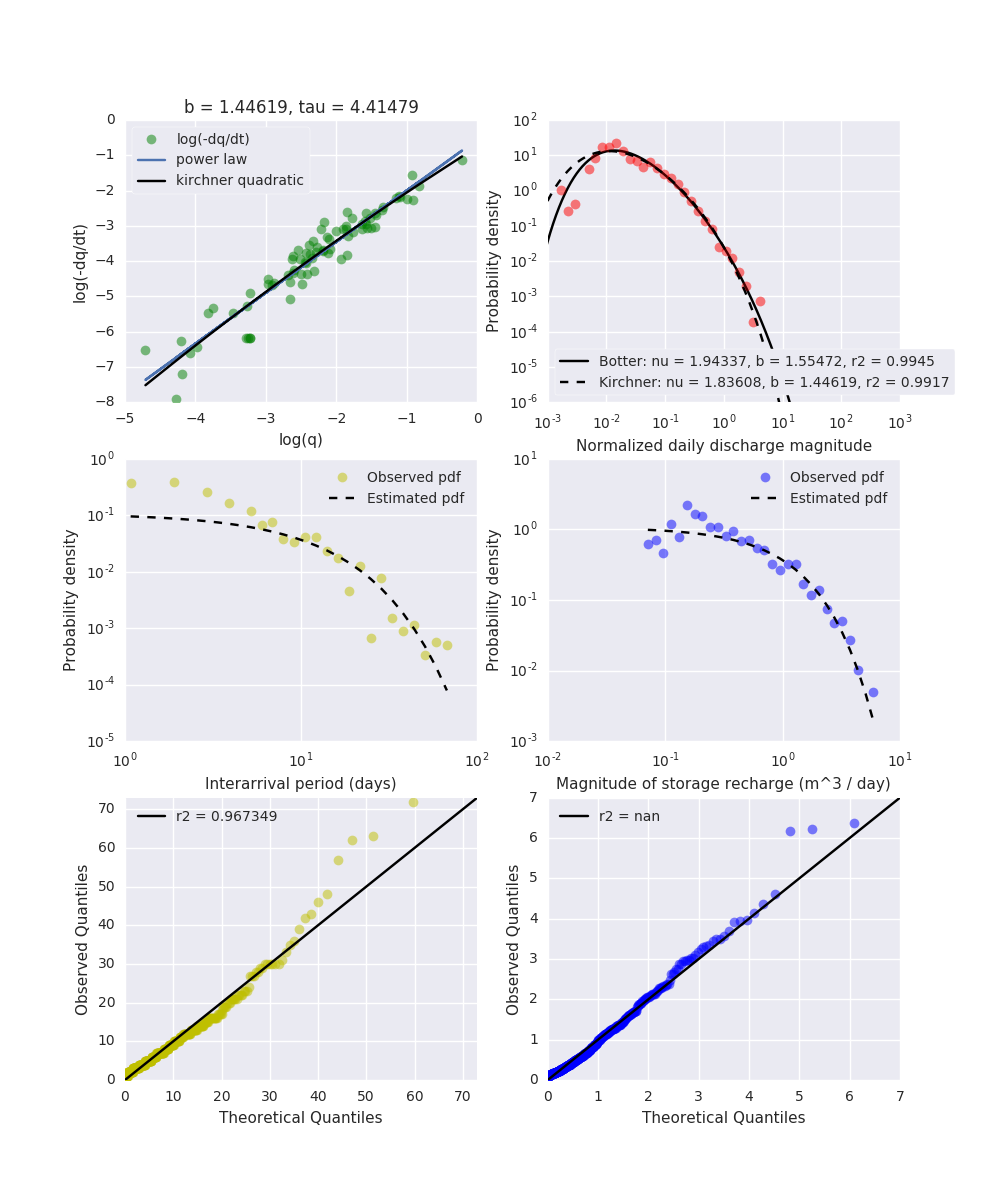 b = 1.44619, tau = 4.41479
log(-dq/dt)
power law
kirchner quadratic
0
−1
−2
−3
−4
−5
−6
−7
−8
log(-dq/dt)
−5 −4 −3 −2 −1 0
log(q)
10^2
10^1
10^0
10^-1
10^-2
10^-3
10^-4
10^-5
10^-6
Probability density
Botter: nu = 1.94337, b = 1.55472, r2 = 0.9945
Kirchner: nu = 1.83608, b = 1.44619, r2 = 0.9917
10^-3 10^-2 10^-1 10^0 10^1 10^2 10^3
Normalized daily discharge magnitude
10^0
10^-1
10^-2
10^-3
10^-4
10^-5
Probability density
Observed pdf
Estimated pdf
10^0 10^1 10^2
Interarrival period (days)
10^1
10^0
10^-1
10^-2
10^-3
Probability density
Observed pdf
Estimated pdf
10^-2 10^-1 10^0 10^1
Magnitude of storage recharge (m^3 / day)
r2 = 0.967349
70
60
50
40
30
20
10
0
Observed Quantiles
0 10 20 30 40 50 60 70
Theoretical Quantiles
r2 = nan
7
6
5
4
3
2
1
0
Observed Quantiles
0 1 2 3 4 5 6 7
Theoretical Quantiles